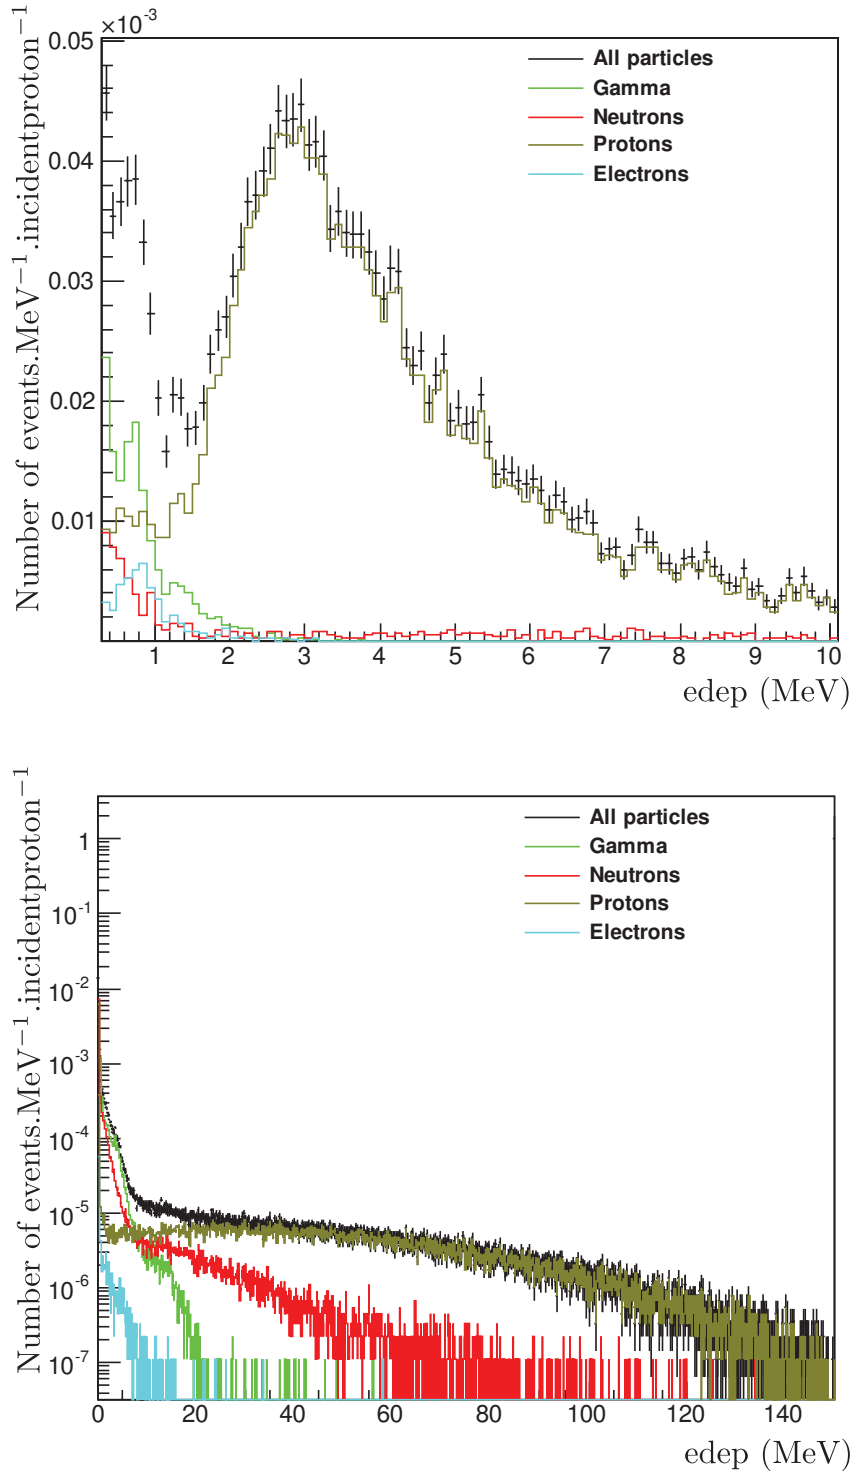 ×10⁻³
Number of events.MeV⁻¹.incidentproton⁻¹
0.05
0.04
0.03
0.02
0.01
All particles
Gamma
Neutrons
Protons
Electrons
1 2 3 4 5 6 7 8 9 10
edep (MeV)
Number of events.MeV⁻¹.incidentproton⁻¹
1
10⁻¹
10⁻²
10⁻³
10⁻⁴
10⁻⁵
10⁻⁶
10⁻⁷
All particles
Gamma
Neutrons
Protons
Electrons
0 20 40 60 80 100 120 140
edep (MeV)